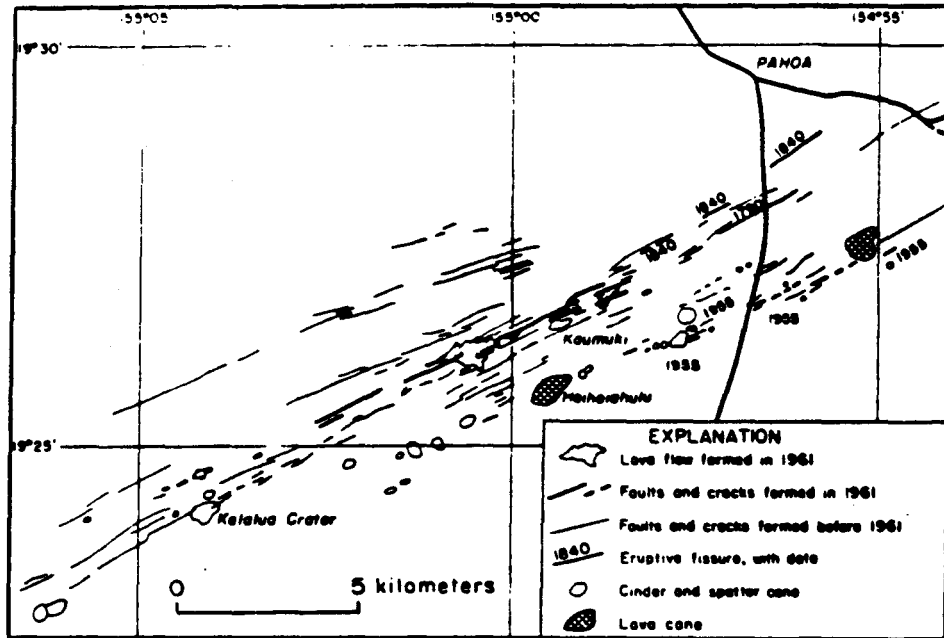 155°05' 155°00' 154°55'
19°30'
PAHOA
1840
1840
1790
1840
1955
1955
1955
1955
Kaumuki
Heiheiahulu
19°25'
Kalalua Crater
0 5 kilometers
EXPLANATION
Lava flow formed in 1961
Faults and cracks formed in 1961
Faults and cracks formed before 1961
1840 Eruptive fissure, with date
Cinder and spatter cone
Lava cone